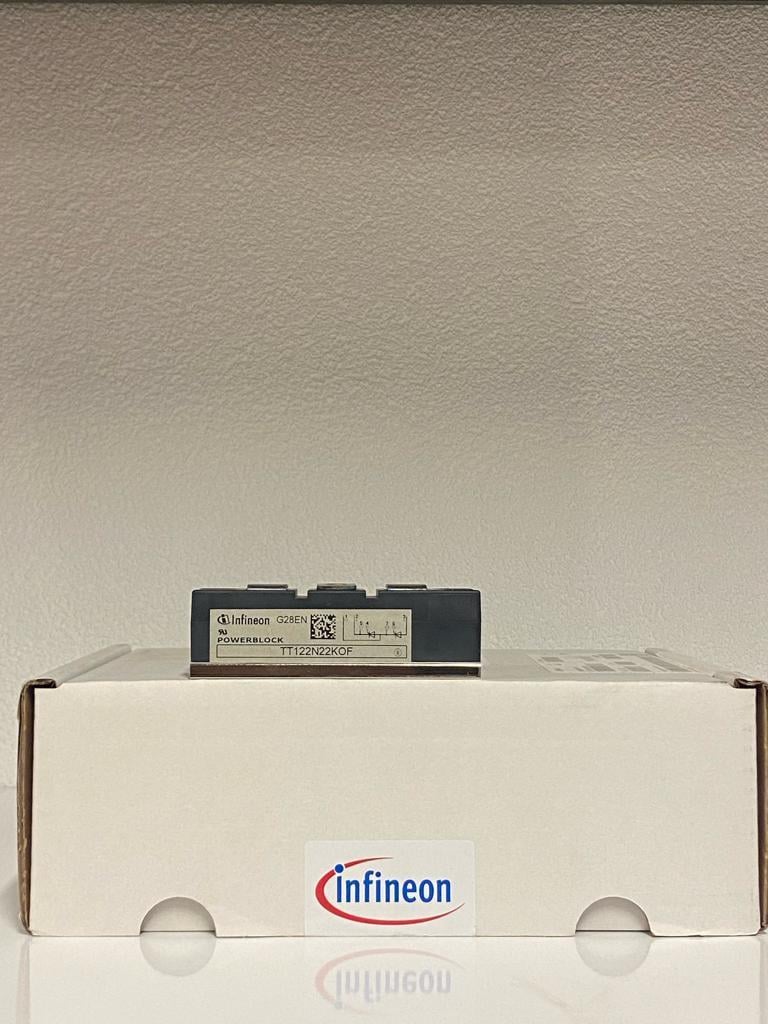 Infineon G28EN
POWERBLOCK
TT122N22KOF
infineon